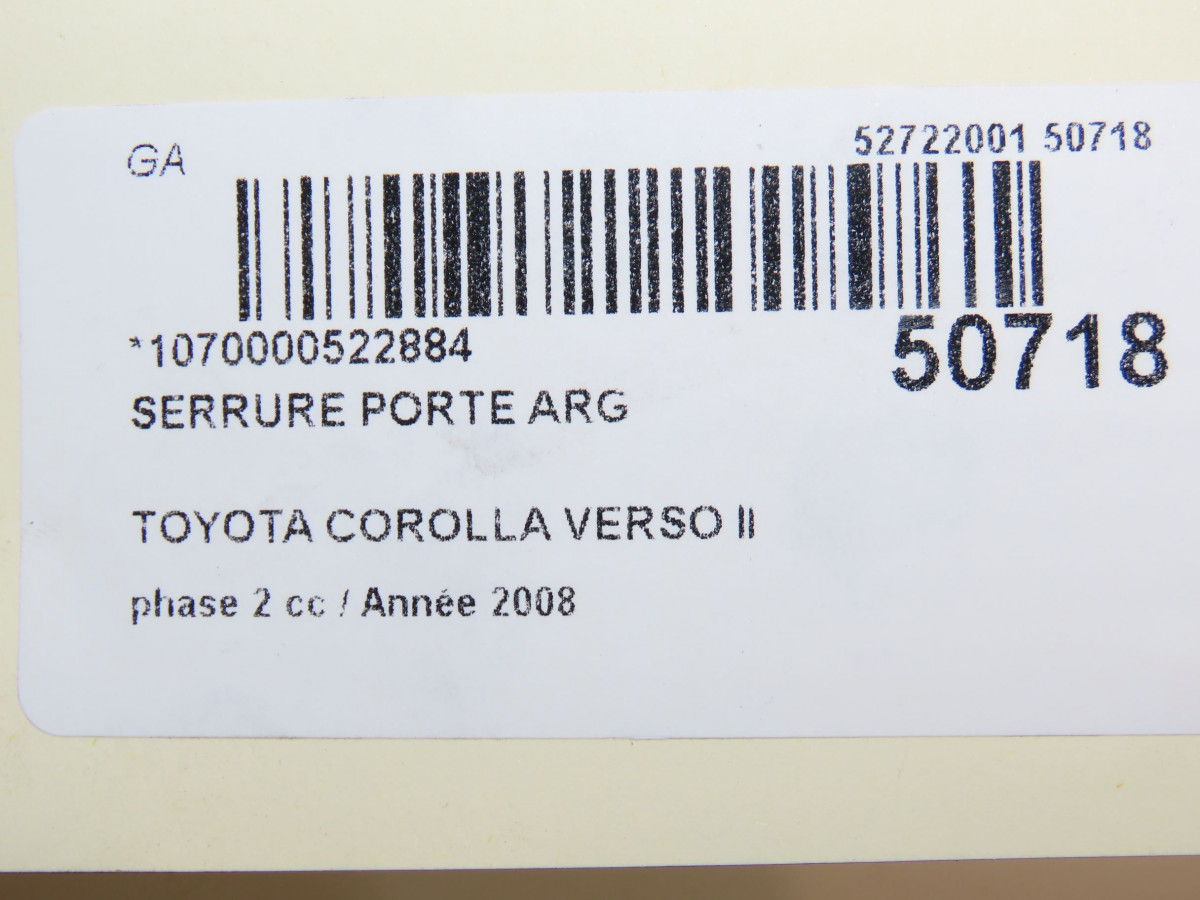 GA
52722001 50718
*1070000522884
50718
SERRURE PORTE ARG
TOYOTA COROLLA VERSO II
phase 2 cc / Année 2008